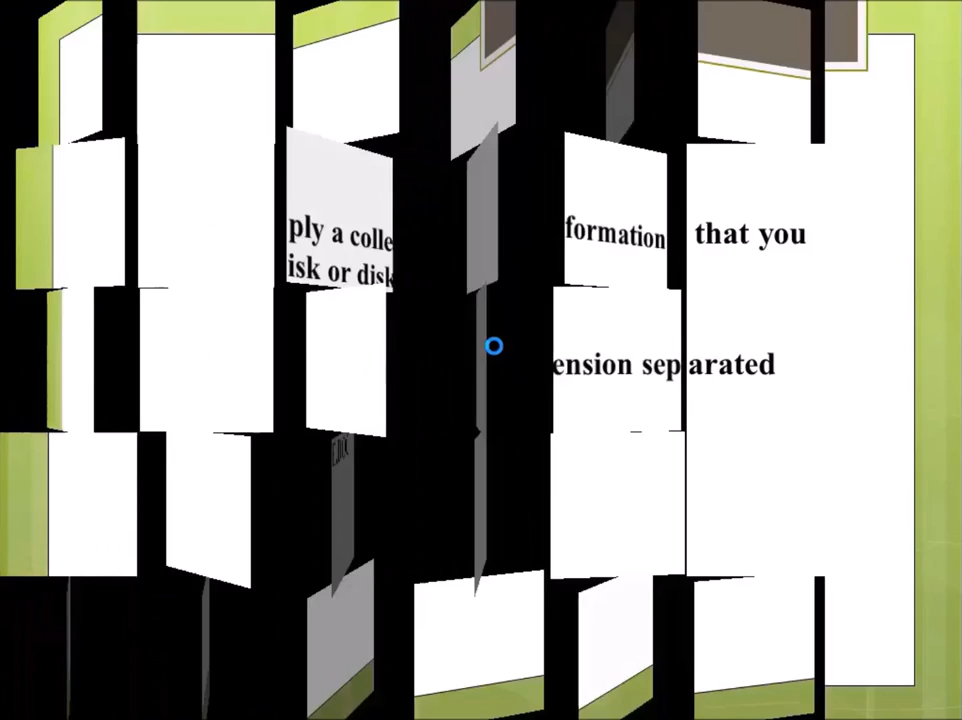 ply a colle formation that you
isk or disk
ension separated